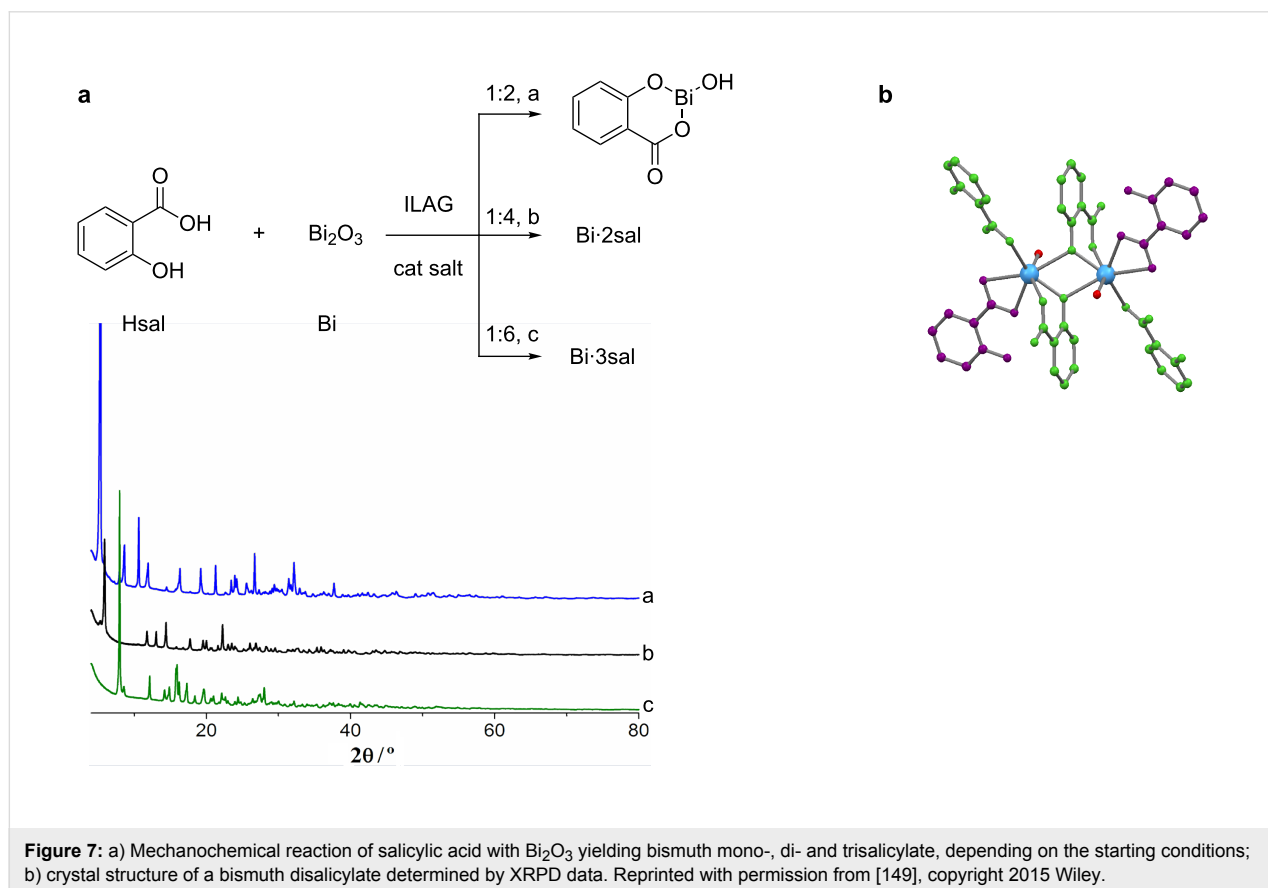 a
b
1:2, a
O
Bi
OH
O
O
O
OH
OH
+
Bi₂O₃
ILAG
cat salt
1:4, b
Bi·2sal
Hsal
Bi
1:6, c
Bi·3sal
a
b
c
20
40
60
80
2θ / º
Figure 7: a) Mechanochemical reaction of salicylic acid with Bi₂O₃ yielding bismuth mono-, di- and trisalicylate, depending on the starting conditions;
b) crystal structure of a bismuth disalicylate determined by XRPD data. Reprinted with permission from [149], copyright 2015 Wiley.